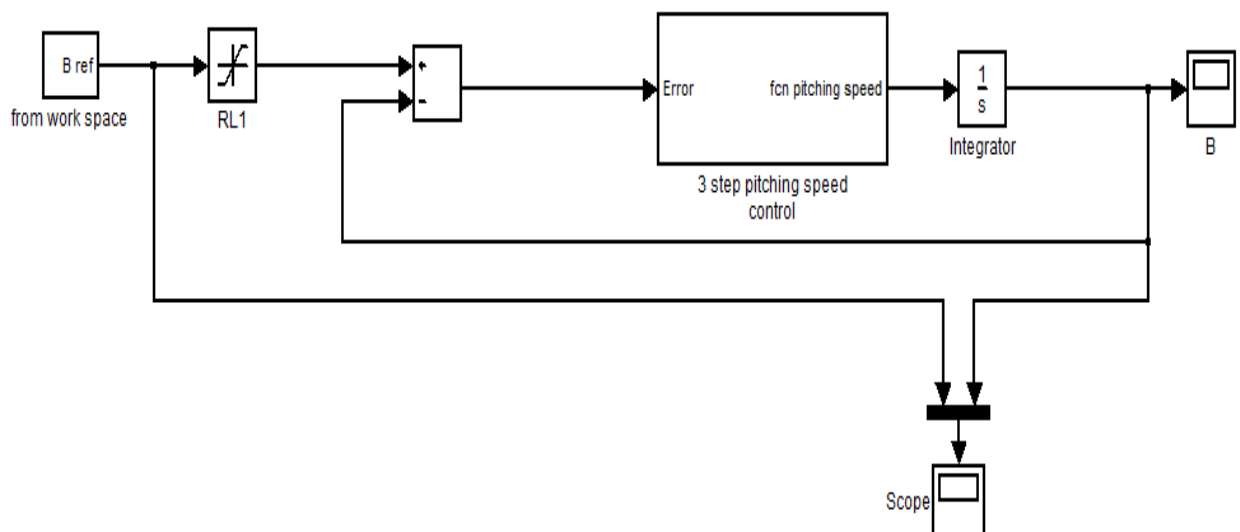 B ref
from work space
RL1
+
−
Error
fcn pitching speed
3 step pitching speed
control
1
s
Integrator
B
Scope